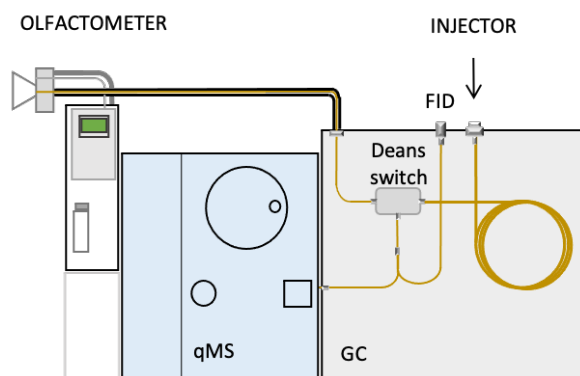 OLFACTOMETER
INJECTOR
FID
Deans
switch
qMS
GC